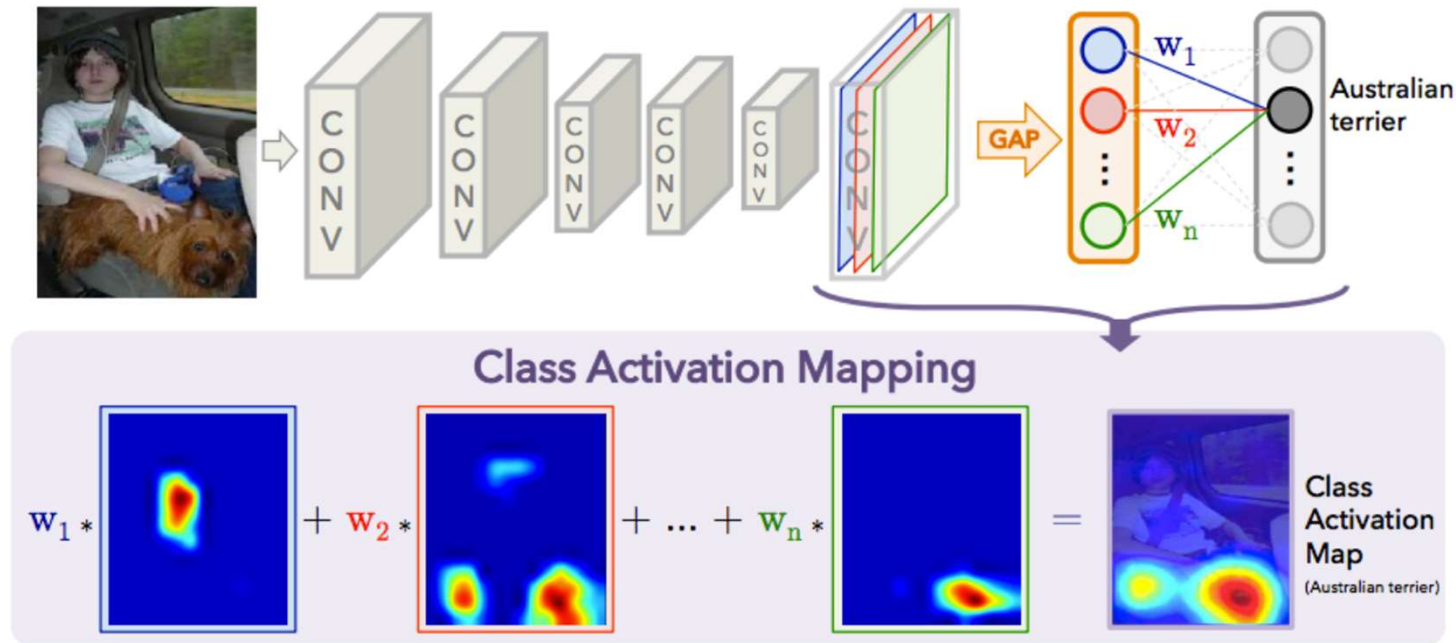 CONV
CONV
CONV
CONV
CONV
CONV
GAP
w1
w2
⋮
wn
⋮
Australian
terrier
Class Activation Mapping
w1 * + w2 * + ... + wn * =
Class
Activation
Map
(Australian terrier)